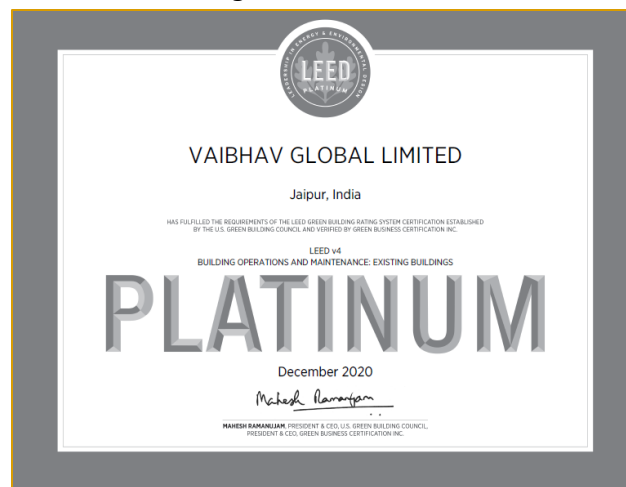 LEADERSHIP IN ENERGY & ENVIRONMENTAL DESIGN
LEED
PLATINUM
VAIBHAV GLOBAL LIMITED
Jaipur, India
HAS FULFILLED THE REQUIREMENTS OF THE LEED GREEN BUILDING RATING SYSTEM CERTIFICATION ESTABLISHED
BY THE U.S. GREEN BUILDING COUNCIL AND VERIFIED BY GREEN BUSINESS CERTIFICATION INC.
LEED v4
BUILDING OPERATIONS AND MAINTENANCE: EXISTING BUILDINGS
PLATINUM
December 2020
Mahesh Ramanujam
MAHESH RAMANUJAM, PRESIDENT & CEO, U.S. GREEN BUILDING COUNCIL,
PRESIDENT & CEO, GREEN BUSINESS CERTIFICATION INC.